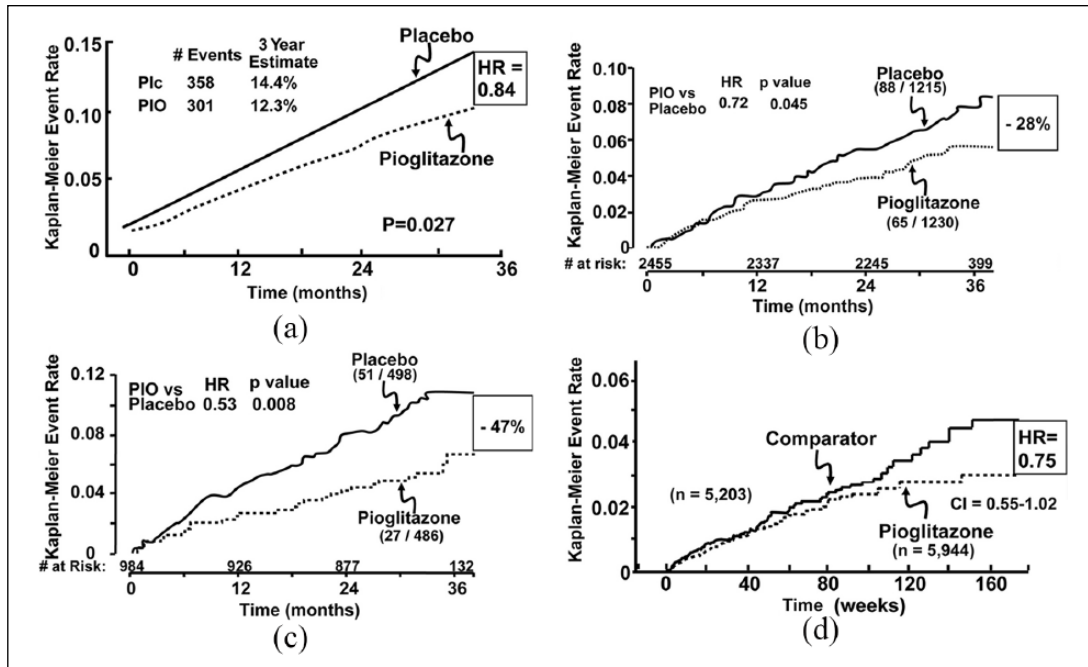 Kaplan-Meier Event Rate
0.15
0.10
0.05
0
# Events 3 Year Estimate
Plc 358 14.4%
PIO 301 12.3%
Placebo
HR = 0.84
Pioglitazone
P=0.027
0 12 24 36
Time (months)
(a)
Kaplan-Meier Event Rate
0.10
0.08
0.06
0.04
0.02
0
PIO vs Placebo HR p value
0.72 0.045
Placebo
(88 / 1215)
- 28%
Pioglitazone
(65 / 1230)
# at risk: 2455 2337 2245 399
0 12 24 36
Time (months)
(b)
Kaplan-Meier Event Rate
0.12
0.08
0.04
0
PIO vs HR p value
Placebo 0.53 0.008
Placebo
(51 / 498)
- 47%
Pioglitazone
(27 / 486)
# at Risk: 984 926 877 132
0 12 24 36
Time (months)
(c)
Kaplan-Meier Event Rate
0.06
0.04
0.02
0
Comparator
(n = 5,203)
HR= 0.75
CI = 0.55-1.02
Pioglitazone
(n = 5,944)
0 40 80 120 160
Time (weeks)
(d)